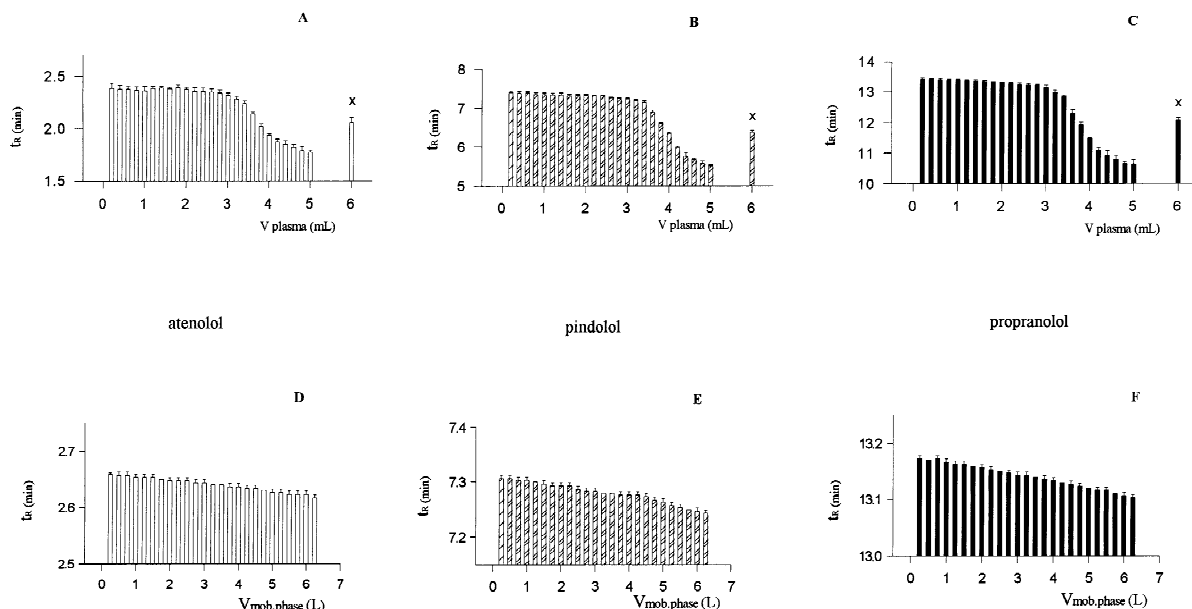 A
B
C
2.5
2.0
1.5
tR (min)
x
0 1 2 3 4 5 6
V plasma (mL)
8
7
6
5
tR (min)
x
0 1 2 3 4 5 6
V plasma (mL)
14
13
12
11
10
tR (min)
x
0 1 2 3 4 5 6
V plasma (mL)
atenolol
pindolol
propranolol
D
E
F
2.7
2.6
2.5
tR (min)
0 1 2 3 4 5 6 7
Vmob.phase (L)
7.4
7.3
7.2
tR (min)
0 1 2 3 4 5 6 7
Vmob.phase (L)
13.2
13.1
13.0
tR (min)
0 1 2 3 4 5 6 7
Vmob.phase (L)